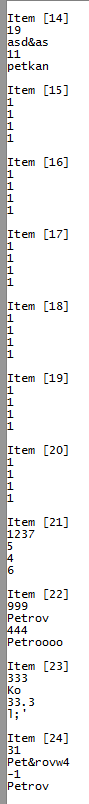 Item [14]
19
asd&as
11
petkan
Item [15]
1
1
1
1
Item [16]
1
1
1
1
Item [17]
1
1
1
1
Item [18]
1
1
1
1
Item [19]
1
1
1
1
Item [20]
1
1
1
1
Item [21]
1237
5
4
6
Item [22]
999
Petrov
444
Petroooo
Item [23]
333
Ko
33.3
];'
Item [24]
31
Pet&rovw4
-1
Petrov